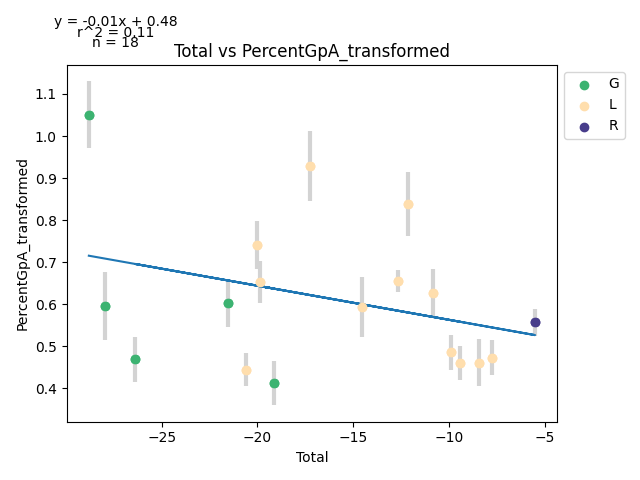 y = -0.01x + 0.48
r^2 = 0.11
n = 18
Total vs PercentGpA_transformed
G
L
R
1.1
1.0
0.9
0.8
0.7
0.6
0.5
0.4
PercentGpA_transformed
−25
−20
−15
−10
−5
Total